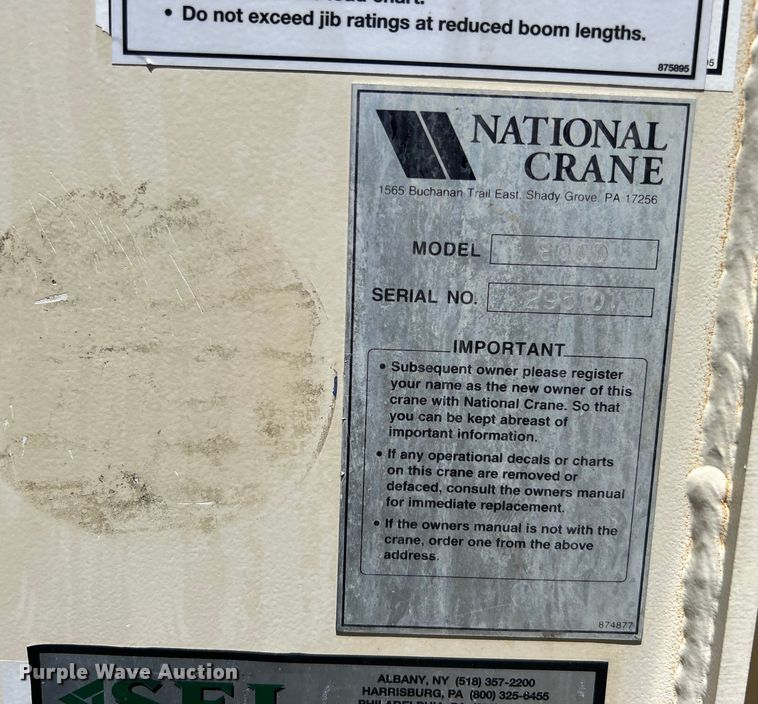 • Do not exceed jib ratings at reduced boom lengths.
875895
NATIONAL
CRANE
1565 Buchanan Trail East, Shady Grove, PA 17256
MODEL
SERIAL NO.
IMPORTANT
• Subsequent owner please register
your name as the new owner of this
crane with National Crane. So that
you can be kept abreast of
important information.
• If any operational decals or charts
on this crane are removed or
defaced, consult the owners manual
for immediate replacement.
• If the owners manual is not with the
crane, order one from the above
address.
874877
Purple Wave Auction
ALBANY, NY (518) 357-2200
HARRISBURG, PA (800) 325-6455